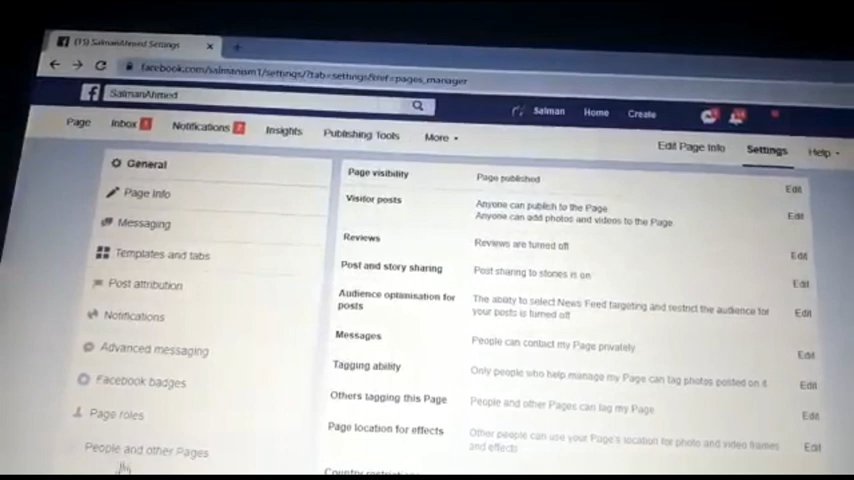 (15) SalmanAhmed Settings
facebook.com/salmanism1/settings/?tab=settings&ref=pages_manager
SalmanAhmed
Salman Home Create
Page Inbox Notifications Insights Publishing Tools More Edit Page Info Settings Help
General
Page Info
Messaging
Templates and tabs
Post attribution
Notifications
Advanced messaging
Facebook badges
Page roles
People and other Pages
Page visibility Page published Edit
Visitor posts Anyone can publish to the Page Edit
Anyone can add photos and videos to the Page
Reviews Reviews are turned off Edit
Post and story sharing Post sharing to stories is on Edit
Audience optimisation for posts The ability to select News Feed targeting and restrict the audience for your posts is turned off Edit
Messages People can contact my Page privately Edit
Tagging ability Only people who help manage my Page can tag photos posted on it Edit
Others tagging this Page People and other Pages can tag my Page Edit
Page location for effects Other people can use your Page's location for photo and video frames and effects Edit
Country